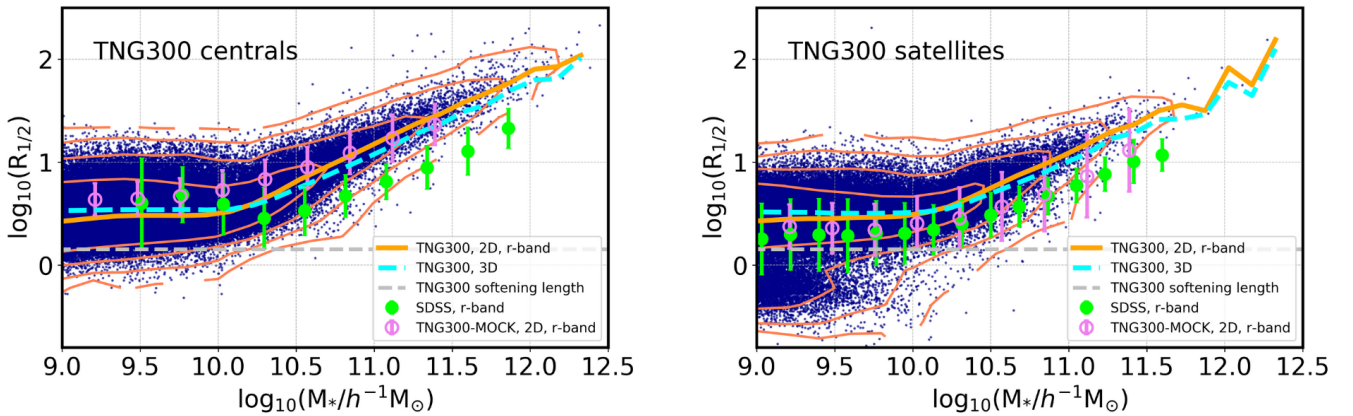 TNG300 centrals
log₁₀(R₁/₂)
2
1
0
TNG300, 2D, r-band
TNG300, 3D
TNG300 softening length
SDSS, r-band
TNG300-MOCK, 2D, r-band
9.0 9.5 10.0 10.5 11.0 11.5 12.0 12.5
log₁₀(M*/h⁻¹M⊙)
TNG300 satellites
log₁₀(R₁/₂)
2
1
0
TNG300, 2D, r-band
TNG300, 3D
TNG300 softening length
SDSS, r-band
TNG300-MOCK, 2D, r-band
9.0 9.5 10.0 10.5 11.0 11.5 12.0 12.5
log₁₀(M*/h⁻¹M⊙)